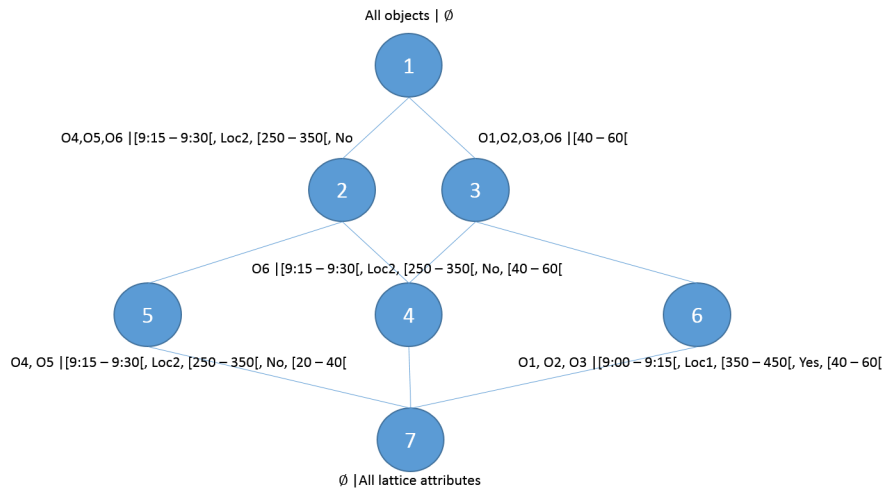 All objects | Ø
1
O4,O5,O6 |[9:15 – 9:30[, Loc2, [250 – 350[, No
O1,O2,O3,O6 |[40 – 60[
2
3
O6 |[9:15 – 9:30[, Loc2, [250 – 350[, No, [40 – 60[
5
4
6
O4, O5 |[9:15 – 9:30[, Loc2, [250 – 350[, No, [20 – 40[
O1, O2, O3 |[9:00 – 9:15[, Loc1, [350 – 450[, Yes, [40 – 60[
7
Ø |All lattice attributes